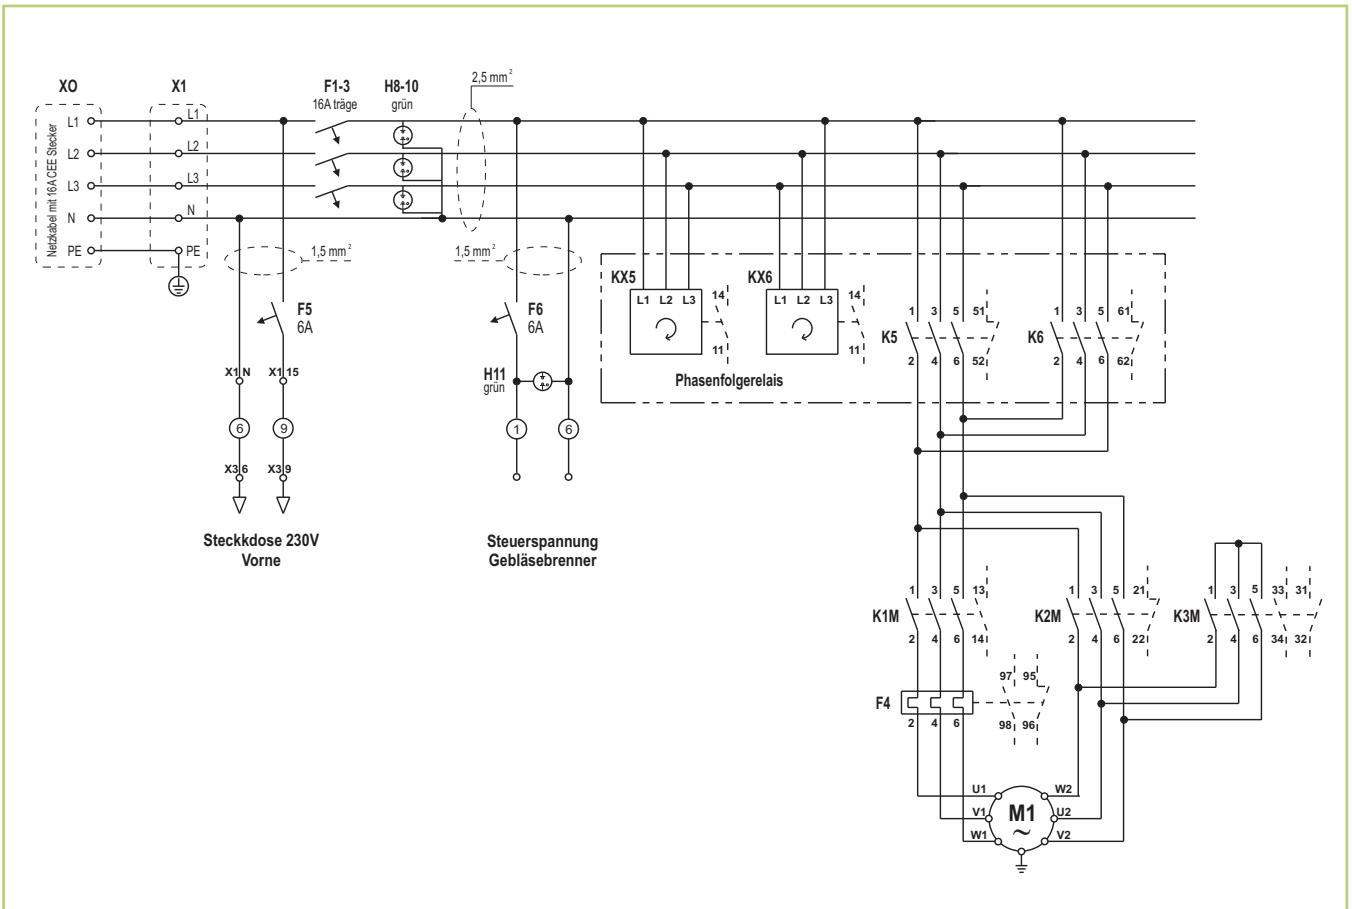 XO
X1
F1-3
16A träge
H8-10
grün
2,5 mm²
Netzkabel mit 16A CEE Stecker
L1
L2
L3
N
PE
L1
L2
L3
N
PE
1,5 mm²
1,5 mm²
F5
6A
F6
6A
X1 N
X1 15
6
9
X3 6
X3 9
Steckkdose 230V
Vorne
H11
grün
1
6
Steuerspannung
Gebläsebrenner
KX5
L1 L2 L3
14
11
KX6
L1 L2 L3
14
11
Phasenfolgerelais
K5
1 3 5 51
2 4 6 52
K6
1 3 5 61
2 4 6 62
K1M
1 3 5 13
2 4 6 14
K2M
1 3 5 21
2 4 6 22
K3M
1 3 5 33 31
2 4 6 34 32
F4
2 4 6
97 95
98 96
U1
V1
W1
M1
~
W2
U2
V2